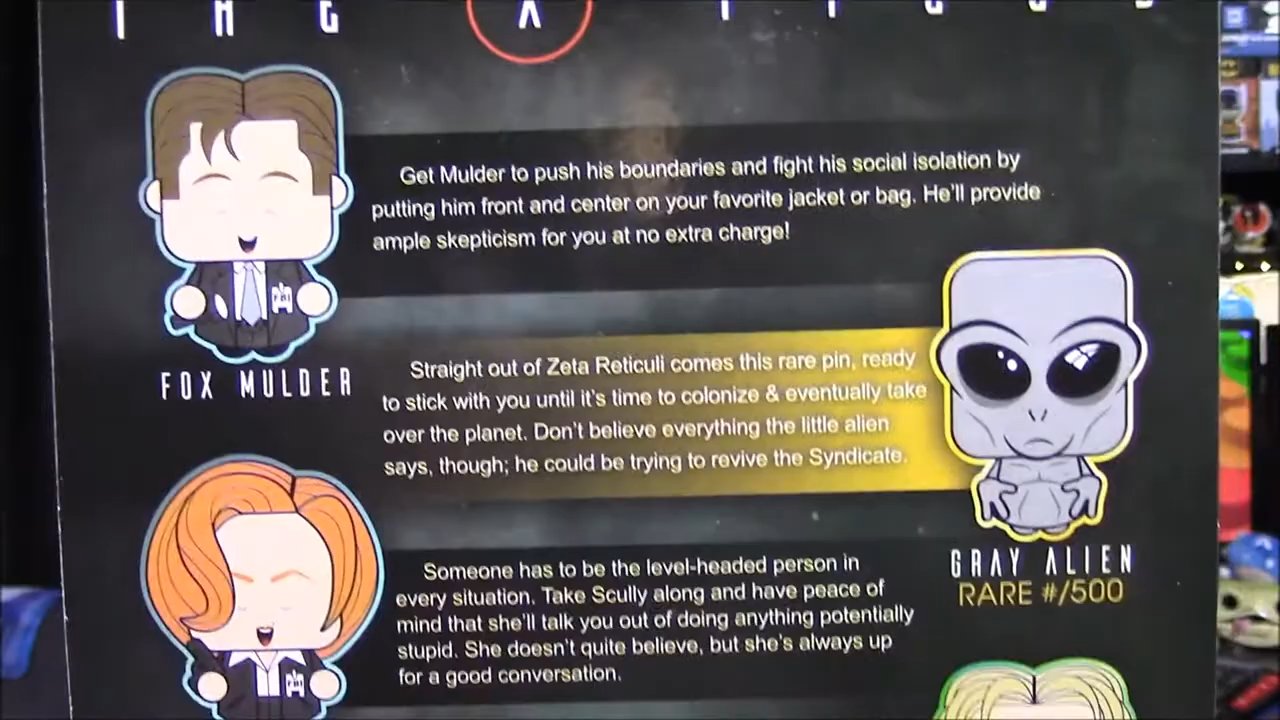 THE X FILES
Get Mulder to push his boundaries and fight his social isolation by
putting him front and center on your favorite jacket or bag. He'll provide
ample skepticism for you at no extra charge!
FOX MULDER
Straight out of Zeta Reticuli comes this rare pin, ready
to stick with you until it's time to colonize & eventually take
over the planet. Don't believe everything the little alien
says, though; he could be trying to revive the Syndicate.
GRAY ALIEN
RARE #/500
Someone has to be the level-headed person in
every situation. Take Scully along and have peace of
mind that she'll talk you out of doing anything potentially
stupid. She doesn't quite believe, but she's always up
for a good conversation.